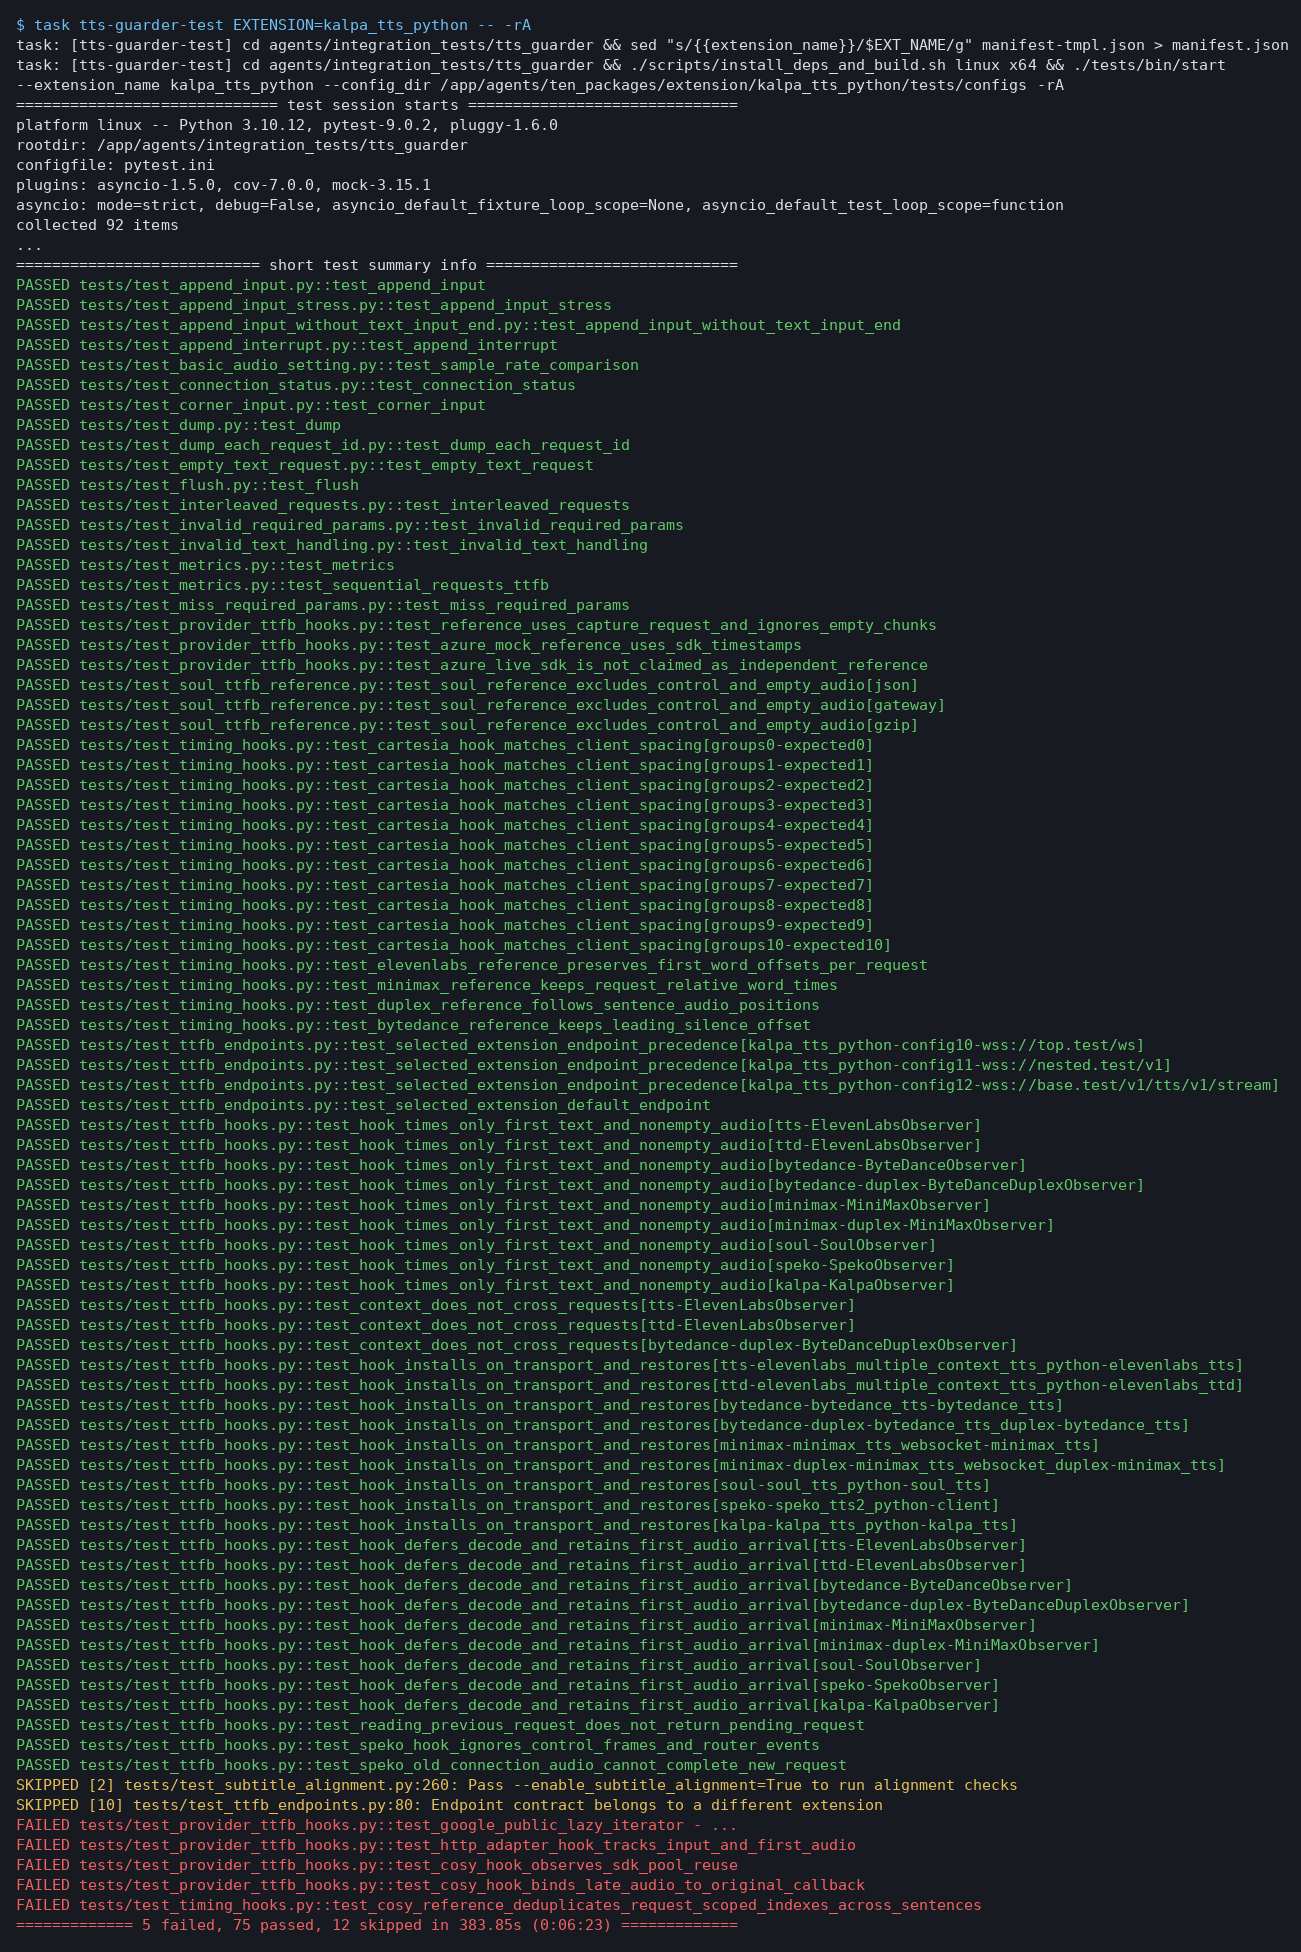 $ task tts-guarder-test EXTENSION=kalpa_tts_python -- -rA
task: [tts-guarder-test] cd agents/integration_tests/tts_guarder && sed "s/{{extension_name}}/$EXT_NAME/g" manifest-tmpl.json > manifest.json
task: [tts-guarder-test] cd agents/integration_tests/tts_guarder && ./scripts/install_deps_and_build.sh linux x64 && ./tests/bin/start
--extension_name kalpa_tts_python --config_dir /app/agents/ten_packages/extension/kalpa_tts_python/tests/configs -rA
============================= test session starts ==============================
platform linux -- Python 3.10.12, pytest-9.0.2, pluggy-1.6.0
rootdir: /app/agents/integration_tests/tts_guarder
configfile: pytest.ini
plugins: asyncio-1.5.0, cov-7.0.0, mock-3.15.1
asyncio: mode=strict, debug=False, asyncio_default_fixture_loop_scope=None, asyncio_default_test_loop_scope=function
collected 92 items
...
=========================== short test summary info ============================
PASSED tests/test_append_input.py::test_append_input
PASSED tests/test_append_input_stress.py::test_append_input_stress
PASSED tests/test_append_input_without_text_input_end.py::test_append_input_without_text_input_end
PASSED tests/test_append_interrupt.py::test_append_interrupt
PASSED tests/test_basic_audio_setting.py::test_sample_rate_comparison
PASSED tests/test_connection_status.py::test_connection_status
PASSED tests/test_corner_input.py::test_corner_input
PASSED tests/test_dump.py::test_dump
PASSED tests/test_dump_each_request_id.py::test_dump_each_request_id
PASSED tests/test_empty_text_request.py::test_empty_text_request
PASSED tests/test_flush.py::test_flush
PASSED tests/test_interleaved_requests.py::test_interleaved_requests
PASSED tests/test_invalid_required_params.py::test_invalid_required_params
PASSED tests/test_invalid_text_handling.py::test_invalid_text_handling
PASSED tests/test_metrics.py::test_metrics
PASSED tests/test_metrics.py::test_sequential_requests_ttfb
PASSED tests/test_miss_required_params.py::test_miss_required_params
PASSED tests/test_provider_ttfb_hooks.py::test_reference_uses_capture_request_and_ignores_empty_chunks
PASSED tests/test_provider_ttfb_hooks.py::test_azure_mock_reference_uses_sdk_timestamps
PASSED tests/test_provider_ttfb_hooks.py::test_azure_live_sdk_is_not_claimed_as_independent_reference
PASSED tests/test_soul_ttfb_reference.py::test_soul_reference_excludes_control_and_empty_audio[json]
PASSED tests/test_soul_ttfb_reference.py::test_soul_reference_excludes_control_and_empty_audio[gateway]
PASSED tests/test_soul_ttfb_reference.py::test_soul_reference_excludes_control_and_empty_audio[gzip]
PASSED tests/test_timing_hooks.py::test_cartesia_hook_matches_client_spacing[groups0-expected0]
PASSED tests/test_timing_hooks.py::test_cartesia_hook_matches_client_spacing[groups1-expected1]
PASSED tests/test_timing_hooks.py::test_cartesia_hook_matches_client_spacing[groups2-expected2]
PASSED tests/test_timing_hooks.py::test_cartesia_hook_matches_client_spacing[groups3-expected3]
PASSED tests/test_timing_hooks.py::test_cartesia_hook_matches_client_spacing[groups4-expected4]
PASSED tests/test_timing_hooks.py::test_cartesia_hook_matches_client_spacing[groups5-expected5]
PASSED tests/test_timing_hooks.py::test_cartesia_hook_matches_client_spacing[groups6-expected6]
PASSED tests/test_timing_hooks.py::test_cartesia_hook_matches_client_spacing[groups7-expected7]
PASSED tests/test_timing_hooks.py::test_cartesia_hook_matches_client_spacing[groups8-expected8]
PASSED tests/test_timing_hooks.py::test_cartesia_hook_matches_client_spacing[groups9-expected9]
PASSED tests/test_timing_hooks.py::test_cartesia_hook_matches_client_spacing[groups10-expected10]
PASSED tests/test_timing_hooks.py::test_elevenlabs_reference_preserves_first_word_offsets_per_request
PASSED tests/test_timing_hooks.py::test_minimax_reference_keeps_request_relative_word_times
PASSED tests/test_timing_hooks.py::test_duplex_reference_follows_sentence_audio_positions
PASSED tests/test_timing_hooks.py::test_bytedance_reference_keeps_leading_silence_offset
PASSED tests/test_ttfb_endpoints.py::test_selected_extension_endpoint_precedence[kalpa_tts_python-config10-wss://top.test/ws]
PASSED tests/test_ttfb_endpoints.py::test_selected_extension_endpoint_precedence[kalpa_tts_python-config11-wss://nested.test/v1]
PASSED tests/test_ttfb_endpoints.py::test_selected_extension_endpoint_precedence[kalpa_tts_python-config12-wss://base.test/v1/tts/v1/stream]
PASSED tests/test_ttfb_endpoints.py::test_selected_extension_default_endpoint
PASSED tests/test_ttfb_hooks.py::test_hook_times_only_first_text_and_nonempty_audio[tts-ElevenLabsObserver]
PASSED tests/test_ttfb_hooks.py::test_hook_times_only_first_text_and_nonempty_audio[ttd-ElevenLabsObserver]
PASSED tests/test_ttfb_hooks.py::test_hook_times_only_first_text_and_nonempty_audio[bytedance-ByteDanceObserver]
PASSED tests/test_ttfb_hooks.py::test_hook_times_only_first_text_and_nonempty_audio[bytedance-duplex-ByteDanceDuplexObserver]
PASSED tests/test_ttfb_hooks.py::test_hook_times_only_first_text_and_nonempty_audio[minimax-MiniMaxObserver]
PASSED tests/test_ttfb_hooks.py::test_hook_times_only_first_text_and_nonempty_audio[minimax-duplex-MiniMaxObserver]
PASSED tests/test_ttfb_hooks.py::test_hook_times_only_first_text_and_nonempty_audio[soul-SoulObserver]
PASSED tests/test_ttfb_hooks.py::test_hook_times_only_first_text_and_nonempty_audio[speko-SpekoObserver]
PASSED tests/test_ttfb_hooks.py::test_hook_times_only_first_text_and_nonempty_audio[kalpa-KalpaObserver]
PASSED tests/test_ttfb_hooks.py::test_context_does_not_cross_requests[tts-ElevenLabsObserver]
PASSED tests/test_ttfb_hooks.py::test_context_does_not_cross_requests[ttd-ElevenLabsObserver]
PASSED tests/test_ttfb_hooks.py::test_context_does_not_cross_requests[bytedance-duplex-ByteDanceDuplexObserver]
PASSED tests/test_ttfb_hooks.py::test_hook_installs_on_transport_and_restores[tts-elevenlabs_multiple_context_tts_python-elevenlabs_tts]
PASSED tests/test_ttfb_hooks.py::test_hook_installs_on_transport_and_restores[ttd-elevenlabs_multiple_context_tts_python-elevenlabs_ttd]
PASSED tests/test_ttfb_hooks.py::test_hook_installs_on_transport_and_restores[bytedance-bytedance_tts-bytedance_tts]
PASSED tests/test_ttfb_hooks.py::test_hook_installs_on_transport_and_restores[bytedance-duplex-bytedance_tts_duplex-bytedance_tts]
PASSED tests/test_ttfb_hooks.py::test_hook_installs_on_transport_and_restores[minimax-minimax_tts_websocket-minimax_tts]
PASSED tests/test_ttfb_hooks.py::test_hook_installs_on_transport_and_restores[minimax-duplex-minimax_tts_websocket_duplex-minimax_tts]
PASSED tests/test_ttfb_hooks.py::test_hook_installs_on_transport_and_restores[soul-soul_tts_python-soul_tts]
PASSED tests/test_ttfb_hooks.py::test_hook_installs_on_transport_and_restores[speko-speko_tts2_python-client]
PASSED tests/test_ttfb_hooks.py::test_hook_installs_on_transport_and_restores[kalpa-kalpa_tts_python-kalpa_tts]
PASSED tests/test_ttfb_hooks.py::test_hook_defers_decode_and_retains_first_audio_arrival[tts-ElevenLabsObserver]
PASSED tests/test_ttfb_hooks.py::test_hook_defers_decode_and_retains_first_audio_arrival[ttd-ElevenLabsObserver]
PASSED tests/test_ttfb_hooks.py::test_hook_defers_decode_and_retains_first_audio_arrival[bytedance-ByteDanceObserver]
PASSED tests/test_ttfb_hooks.py::test_hook_defers_decode_and_retains_first_audio_arrival[bytedance-duplex-ByteDanceDuplexObserver]
PASSED tests/test_ttfb_hooks.py::test_hook_defers_decode_and_retains_first_audio_arrival[minimax-MiniMaxObserver]
PASSED tests/test_ttfb_hooks.py::test_hook_defers_decode_and_retains_first_audio_arrival[minimax-duplex-MiniMaxObserver]
PASSED tests/test_ttfb_hooks.py::test_hook_defers_decode_and_retains_first_audio_arrival[soul-SoulObserver]
PASSED tests/test_ttfb_hooks.py::test_hook_defers_decode_and_retains_first_audio_arrival[speko-SpekoObserver]
PASSED tests/test_ttfb_hooks.py::test_hook_defers_decode_and_retains_first_audio_arrival[kalpa-KalpaObserver]
PASSED tests/test_ttfb_hooks.py::test_reading_previous_request_does_not_return_pending_request
PASSED tests/test_ttfb_hooks.py::test_speko_hook_ignores_control_frames_and_router_events
PASSED tests/test_ttfb_hooks.py::test_speko_old_connection_audio_cannot_complete_new_request
SKIPPED [2] tests/test_subtitle_alignment.py:260: Pass --enable_subtitle_alignment=True to run alignment checks
SKIPPED [10] tests/test_ttfb_endpoints.py:80: Endpoint contract belongs to a different extension
FAILED tests/test_provider_ttfb_hooks.py::test_google_public_lazy_iterator - ...
FAILED tests/test_provider_ttfb_hooks.py::test_http_adapter_hook_tracks_input_and_first_audio
FAILED tests/test_provider_ttfb_hooks.py::test_cosy_hook_observes_sdk_pool_reuse
FAILED tests/test_provider_ttfb_hooks.py::test_cosy_hook_binds_late_audio_to_original_callback
FAILED tests/test_timing_hooks.py::test_cosy_reference_deduplicates_request_scoped_indexes_across_sentences
============= 5 failed, 75 passed, 12 skipped in 383.85s (0:06:23) =============